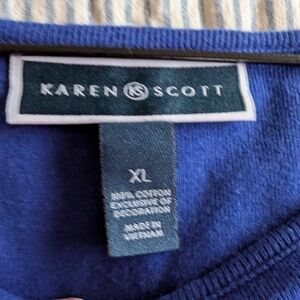 KAREN KS SCOTT
XL
100% COTTON
EXCLUSIVE OF
DECORATION
MADE IN
VIETNAM